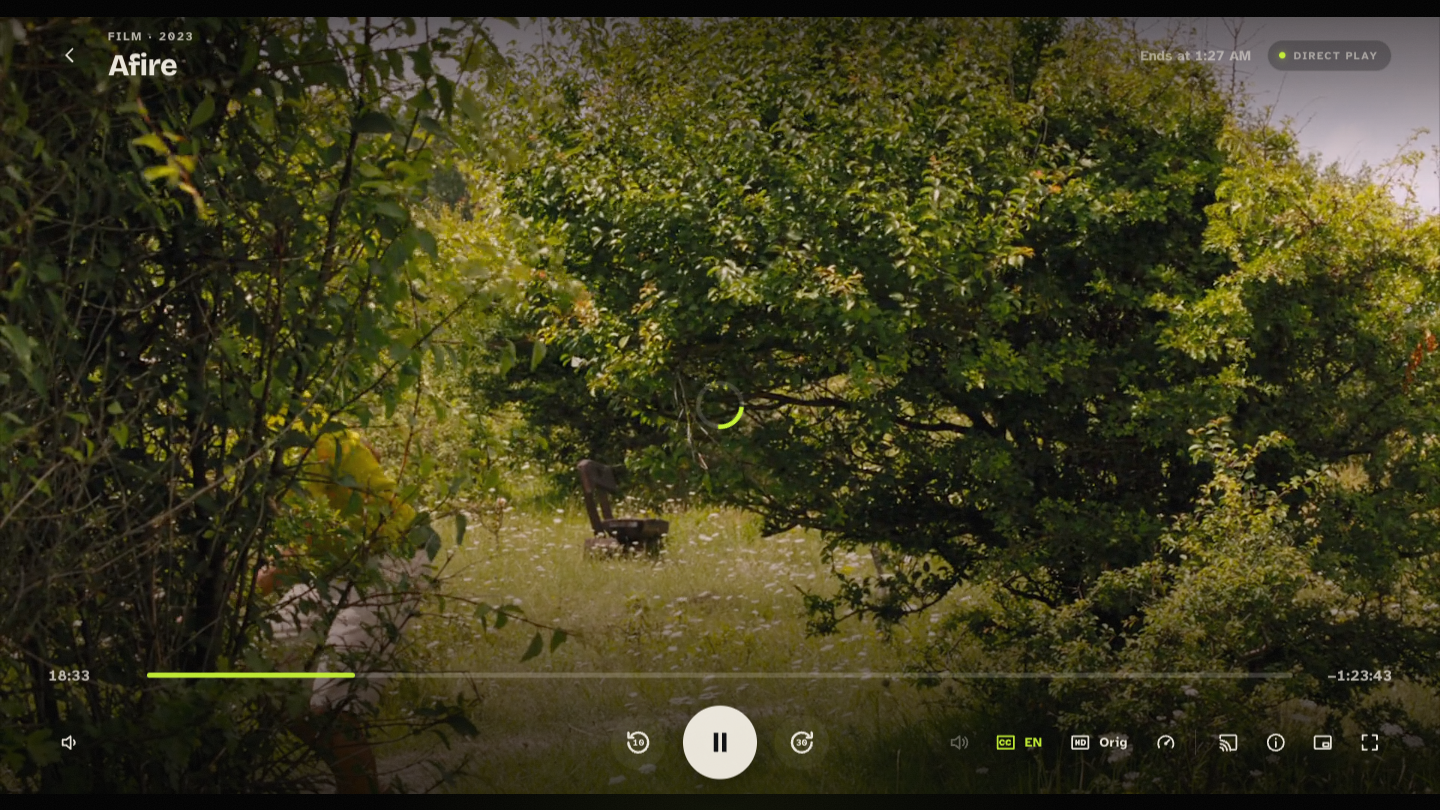 FILM · 2023
Afire
Ends at 1:27 AM
DIRECT PLAY
18:33
–1:23:43
10
30
CC EN
HD Orig